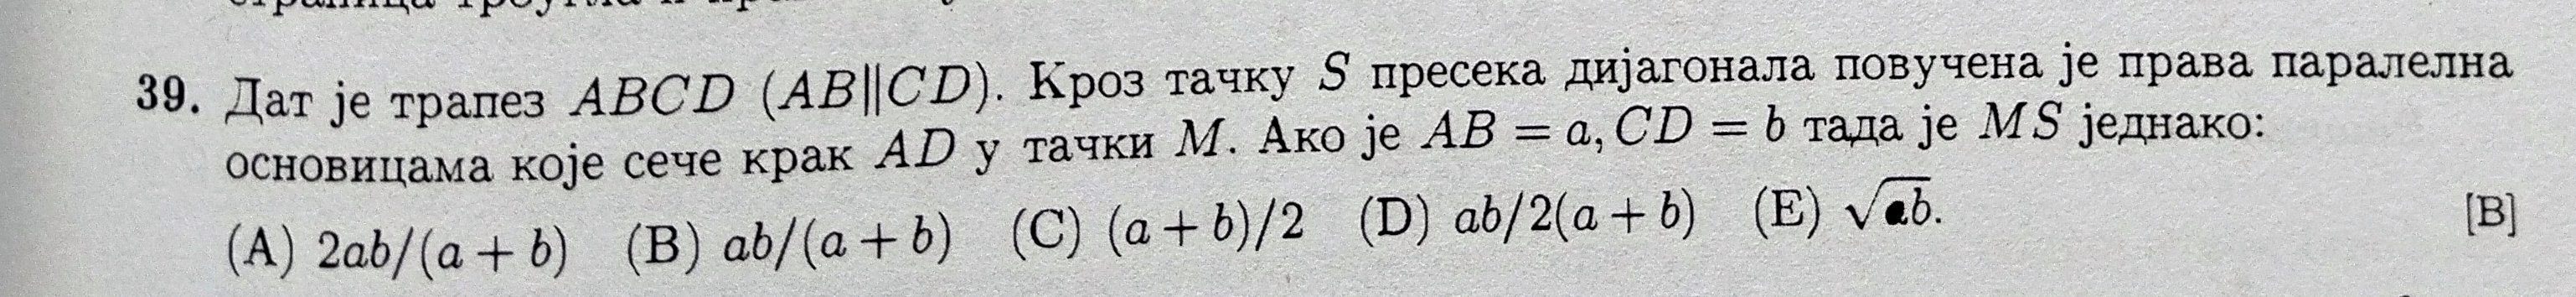 39. Дат је трапез ABCD (AB||CD). Кроз тачку S пресека дијагонала повучена је права паралелна
основицама које сече крак AD у тачки M. Ако је AB = a, CD = b тада је MS једнако:
(A) 2ab/(a + b) (B) ab/(a + b) (C) (a + b)/2 (D) ab/2(a + b) (E) √ab. [B]